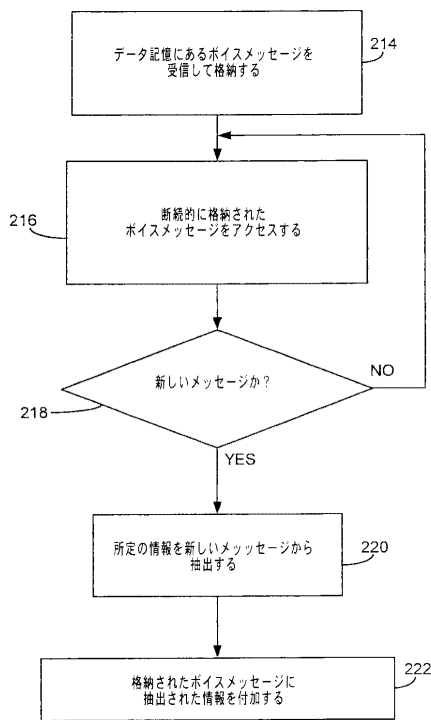 データ記憶にあるボイスメッセージを
受信して格納する
214
断続的に格納された
ボイスメッセージをアクセスする
216
新しいメッセージか?
NO
218
YES
所定の情報を新しいメッッセージから
抽出する
220
格納されたボイスメッセージに
抽出された情報を付加する
222